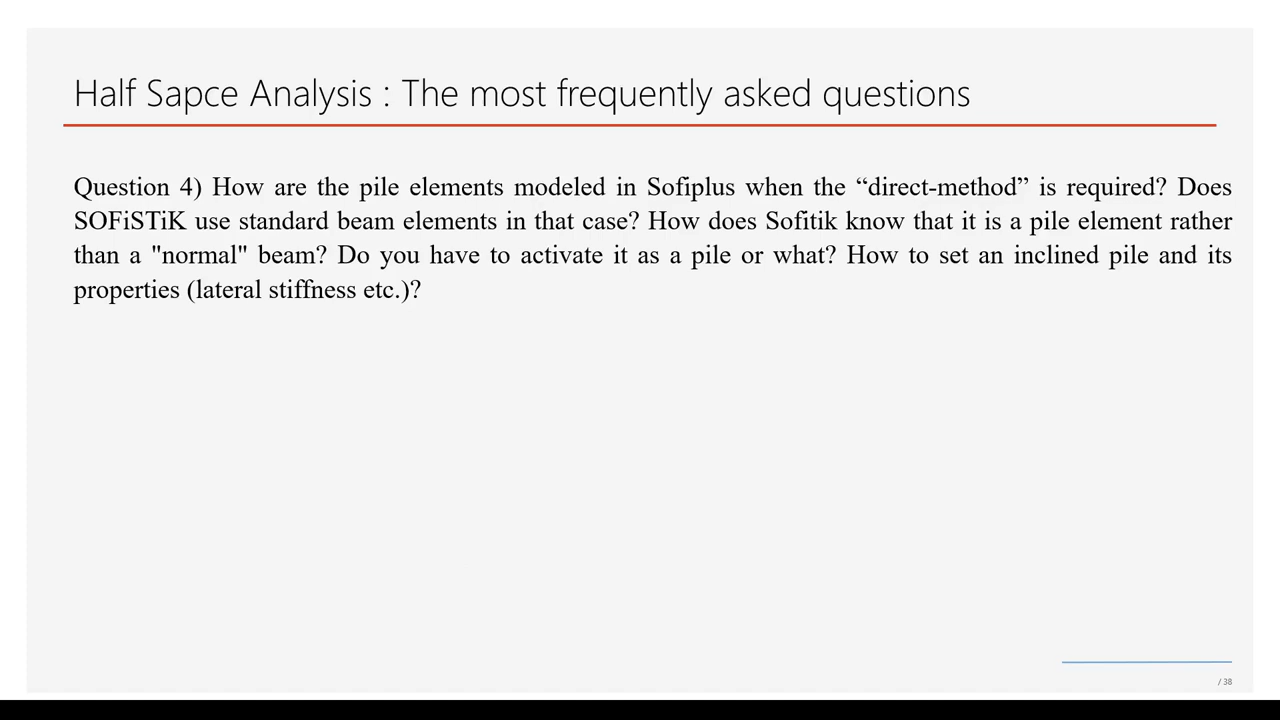 Half Sapce Analysis : The most frequently asked questions
Question 4) How are the pile elements modeled in Sofiplus when the “direct-method” is required? Does
SOFiSTiK use standard beam elements in that case? How does Sofitik know that it is a pile element rather
than a "normal" beam? Do you have to activate it as a pile or what? How to set an inclined pile and its
properties (lateral stiffness etc.)?
/ 38